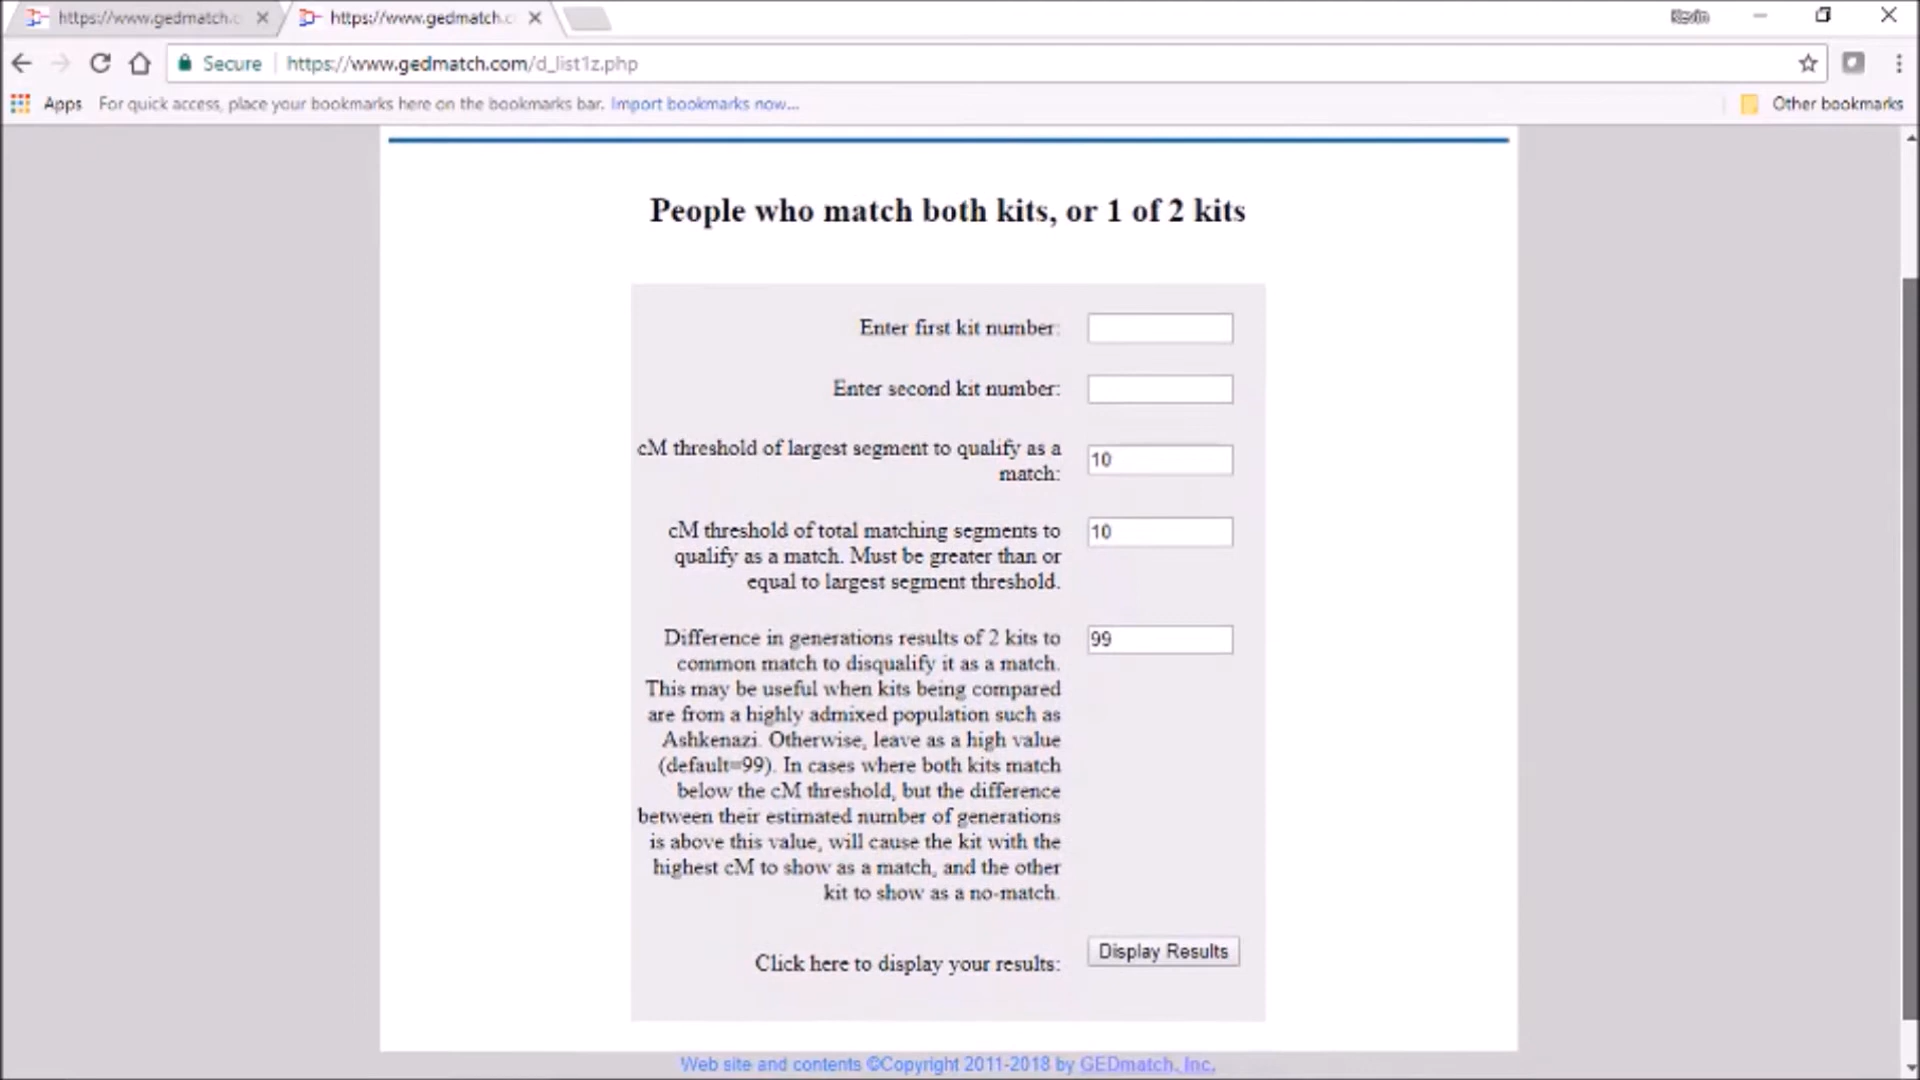 https://www.gedmatch.c
https://www.gedmatch.c
Kevin
Secure
https://www.gedmatch.com/d_list1z.php
Apps
For quick access, place your bookmarks here on the bookmarks bar. Import bookmarks now...
Other bookmarks
People who match both kits, or 1 of 2 kits
Enter first kit number:
Enter second kit number:
cM threshold of largest segment to qualify as a
match:
10
cM threshold of total matching segments to
qualify as a match. Must be greater than or
equal to largest segment threshold.
10
Difference in generations results of 2 kits to
common match to disqualify it as a match.
This may be useful when kits being compared
are from a highly admixed population such as
Ashkenazi. Otherwise, leave as a high value
(default=99). In cases where both kits match
below the cM threshold, but the difference
between their estimated number of generations
is above this value, will cause the kit with the
highest cM to show as a match, and the other
kit to show as a no-match.
99
Click here to display your results:
Display Results
Web site and contents ©Copyright 2011-2018 by GEDmatch, Inc.